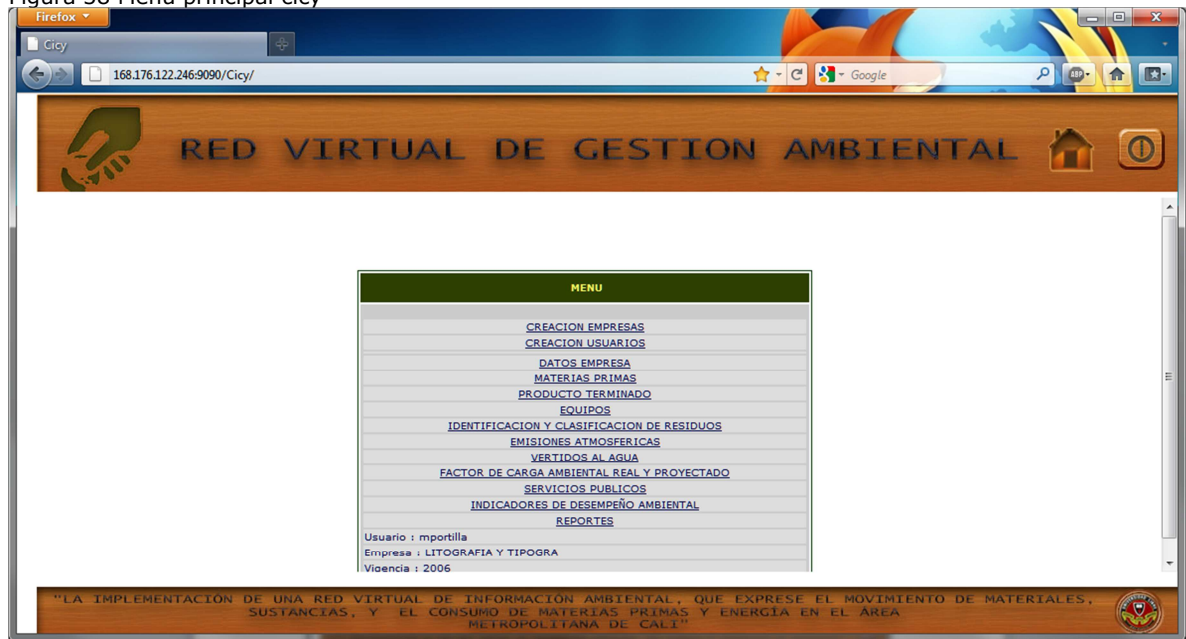 Figura 36 Menú principal cicy
Firefox
Cicy
168.176.122.246:9090/Cicy/
Google
ABP
RED VIRTUAL DE GESTION AMBIENTAL
MENU
CREACION EMPRESAS
CREACION USUARIOS
DATOS EMPRESA
MATERIAS PRIMAS
PRODUCTO TERMINADO
EQUIPOS
IDENTIFICACION Y CLASIFICACION DE RESIDUOS
EMISIONES ATMOSFERICAS
VERTIDOS AL AGUA
FACTOR DE CARGA AMBIENTAL REAL Y PROYECTADO
SERVICIOS PUBLICOS
INDICADORES DE DESEMPEÑO AMBIENTAL
REPORTES
Usuario : mportilla
Empresa : LITOGRAFIA Y TIPOGRA
Vigencia : 2006
"LA IMPLEMENTACIÓN DE UNA RED VIRTUAL DE INFORMACIÓN AMBIENTAL, QUE EXPRESE EL MOVIMIENTO DE MATERIALES,
SUSTANCIAS, Y EL CONSUMO DE MATERIAS PRIMAS Y ENERGÍA EN EL ÁREA
METROPOLITANA DE CALI"